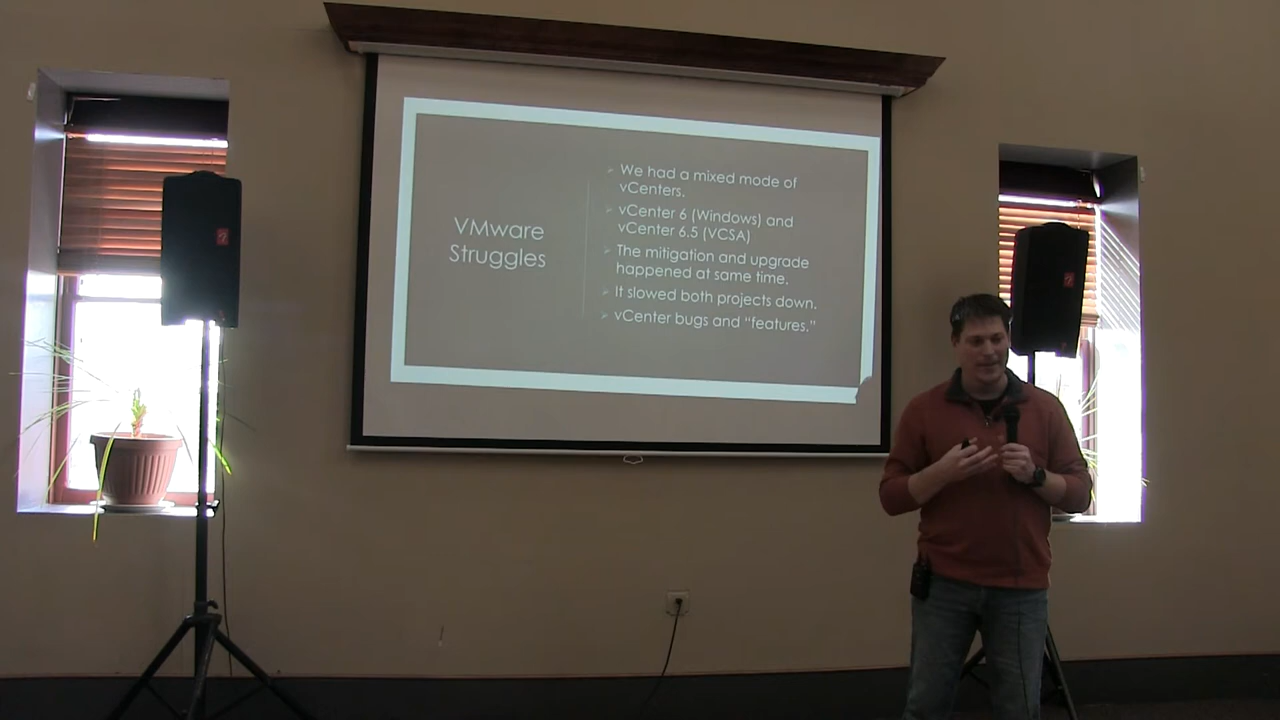 VMware
Struggles
We had a mixed mode of
vCenters.
vCenter 6 (Windows) and
vCenter 6.5 (VCSA)
The mitigation and upgrade
happened at same time.
It slowed both projects down.
vCenter bugs and “features.”